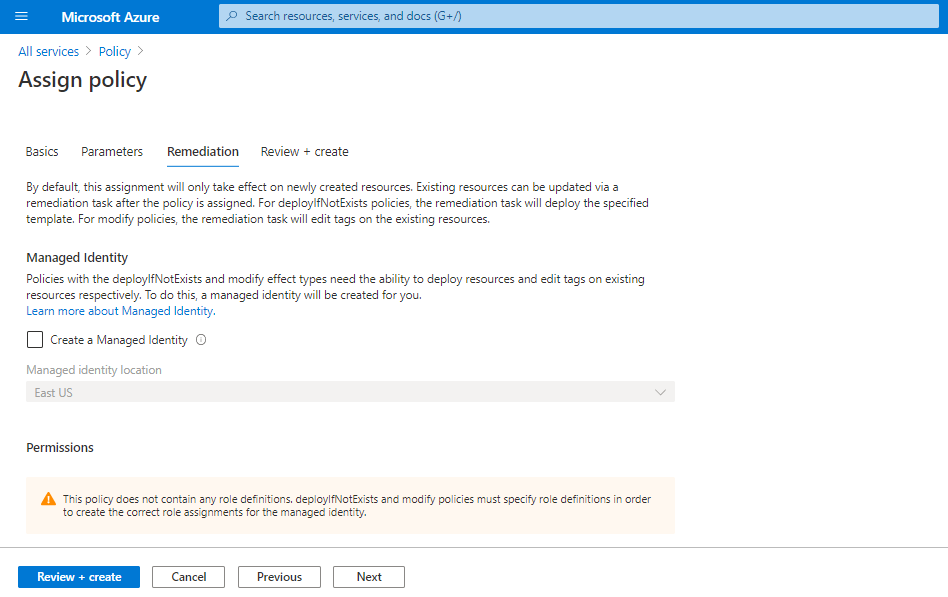 Microsoft Azure
Search resources, services, and docs (G+/)
All services > Policy >
Assign policy
Basics Parameters Remediation Review + create
By default, this assignment will only take effect on newly created resources. Existing resources can be updated via a
remediation task after the policy is assigned. For deployIfNotExists policies, the remediation task will deploy the specified
template. For modify policies, the remediation task will edit tags on the existing resources.
Managed Identity
Policies with the deployIfNotExists and modify effect types need the ability to deploy resources and edit tags on existing
resources respectively. To do this, a managed identity will be created for you.
Learn more about Managed Identity.
Create a Managed Identity
Managed identity location
East US
Permissions
This policy does not contain any role definitions. deployIfNotExists and modify policies must specify role definitions in order
to create the correct role assignments for the managed identity.
Review + create Cancel Previous Next